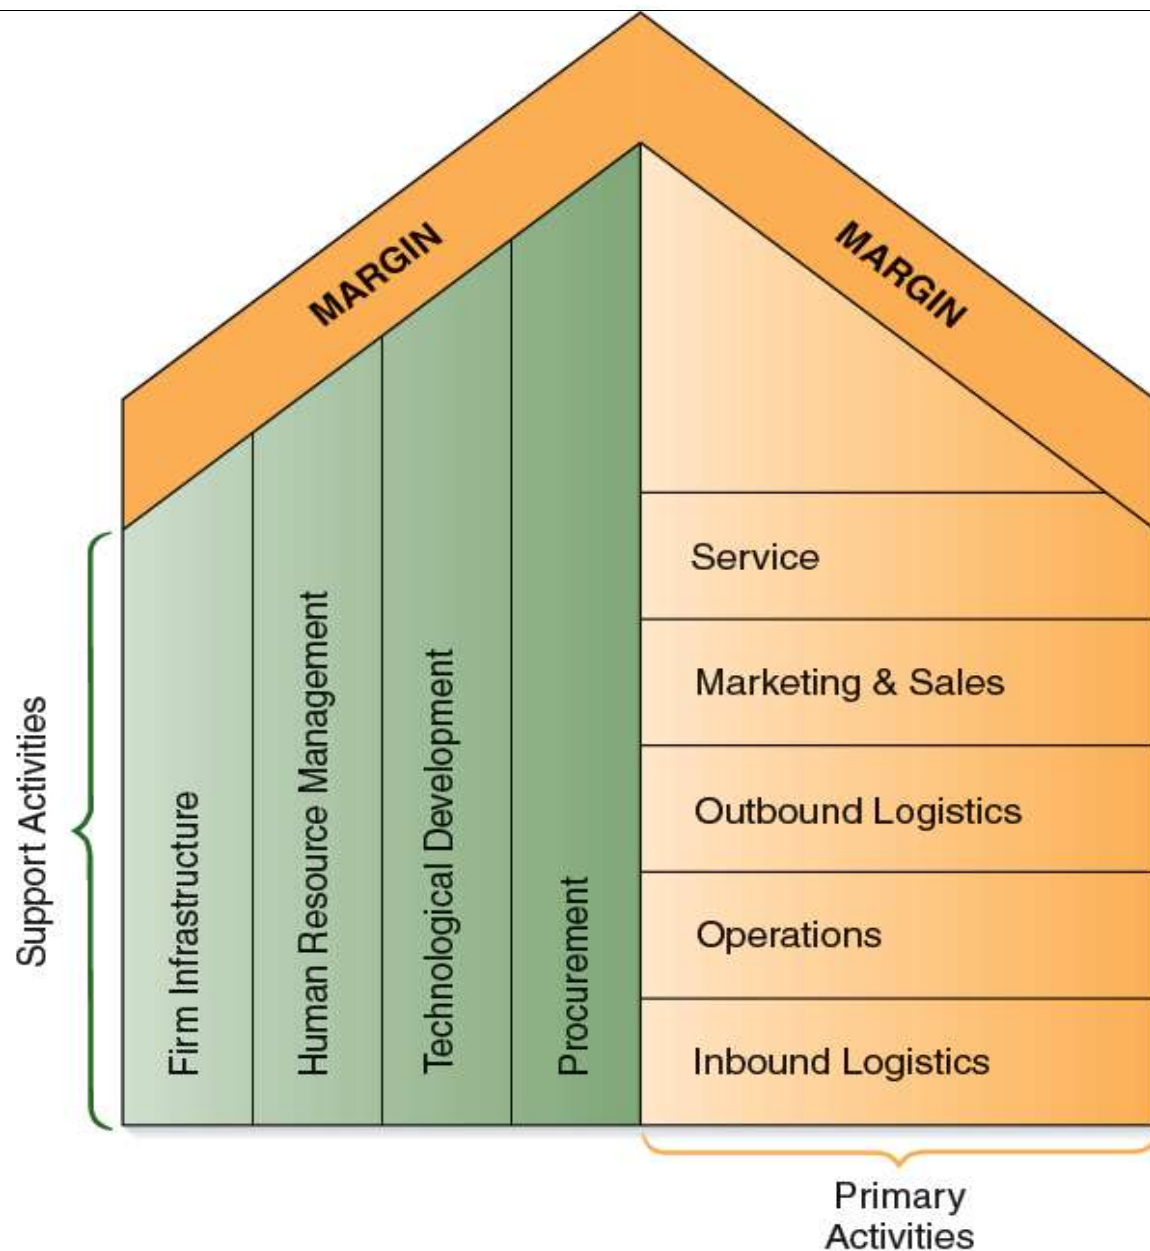 MARGIN
MARGIN
Support Activities
Firm Infrastructure
Human Resource Management
Technological Development
Procurement
Service
Marketing & Sales
Outbound Logistics
Operations
Inbound Logistics
Primary
Activities